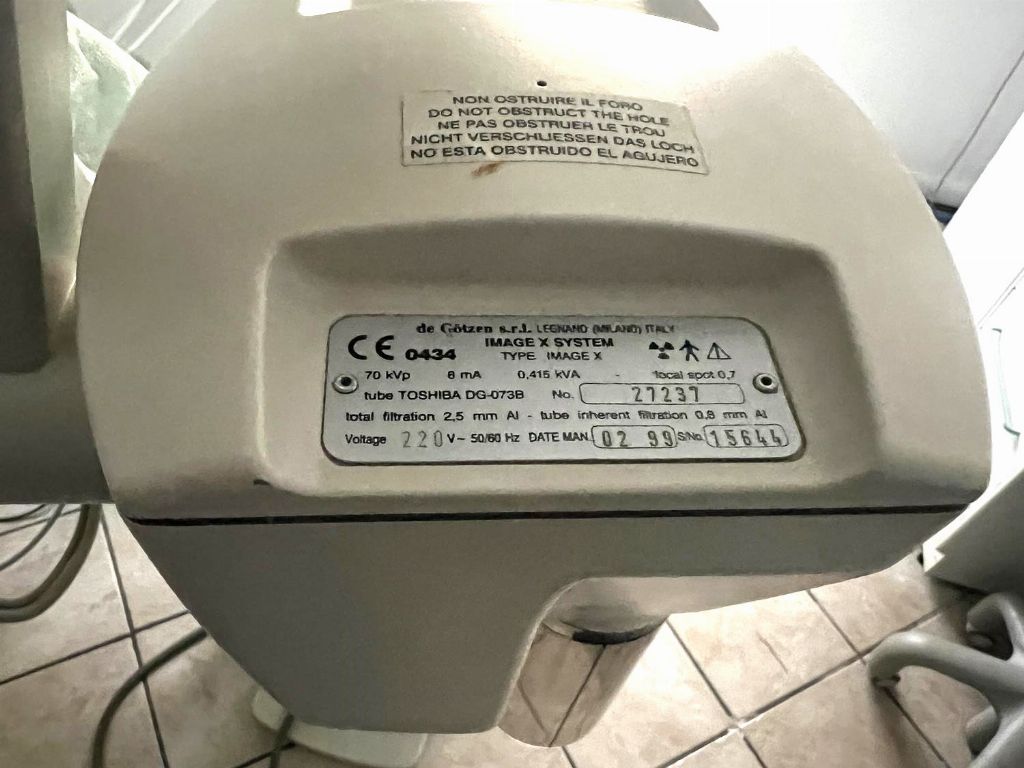 NON OSTRUIRE IL FORO
DO NOT OBSTRUCT THE HOLE
NE PAS OBSTRUER LE TROU
NICHT VERSCHLIESSEN DAS LOCH
NO ESTA OBSTRUIDO EL AGUJERO
de Götzen s.r.l. LEGNANO (MILANO) ITALY
CE 0434 IMAGE X SYSTEM
TYPE IMAGE X
70 kVp 8 mA 0,415 kVA - focal spot 0,7
tube TOSHIBA DG-073B No. 27237
total filtration 2,5 mm Al - tube inherent filtration 0,8 mm Al
Voltage 220 V~ 50/60 Hz DATE MAN. 02 99 S/No. 15644